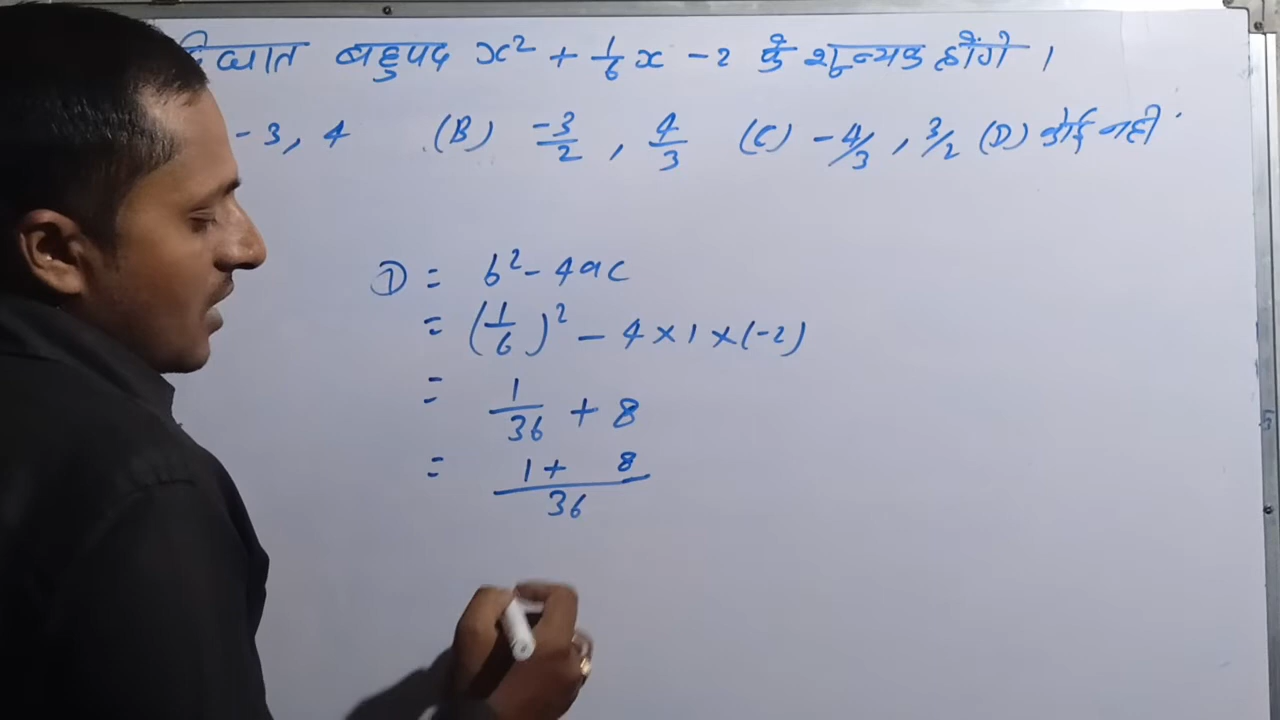 बहुपद x² + 1/6 x - 2 के शून्यक होंगे ।
-3, 4 (B) -3/2 , 4/3 (C) -4/3 , 3/2 (D) कोई नही
D = b² - 4ac
= (1/6)² - 4 × 1 × (-2)
= 1/36 + 8
= 1 + 8/36